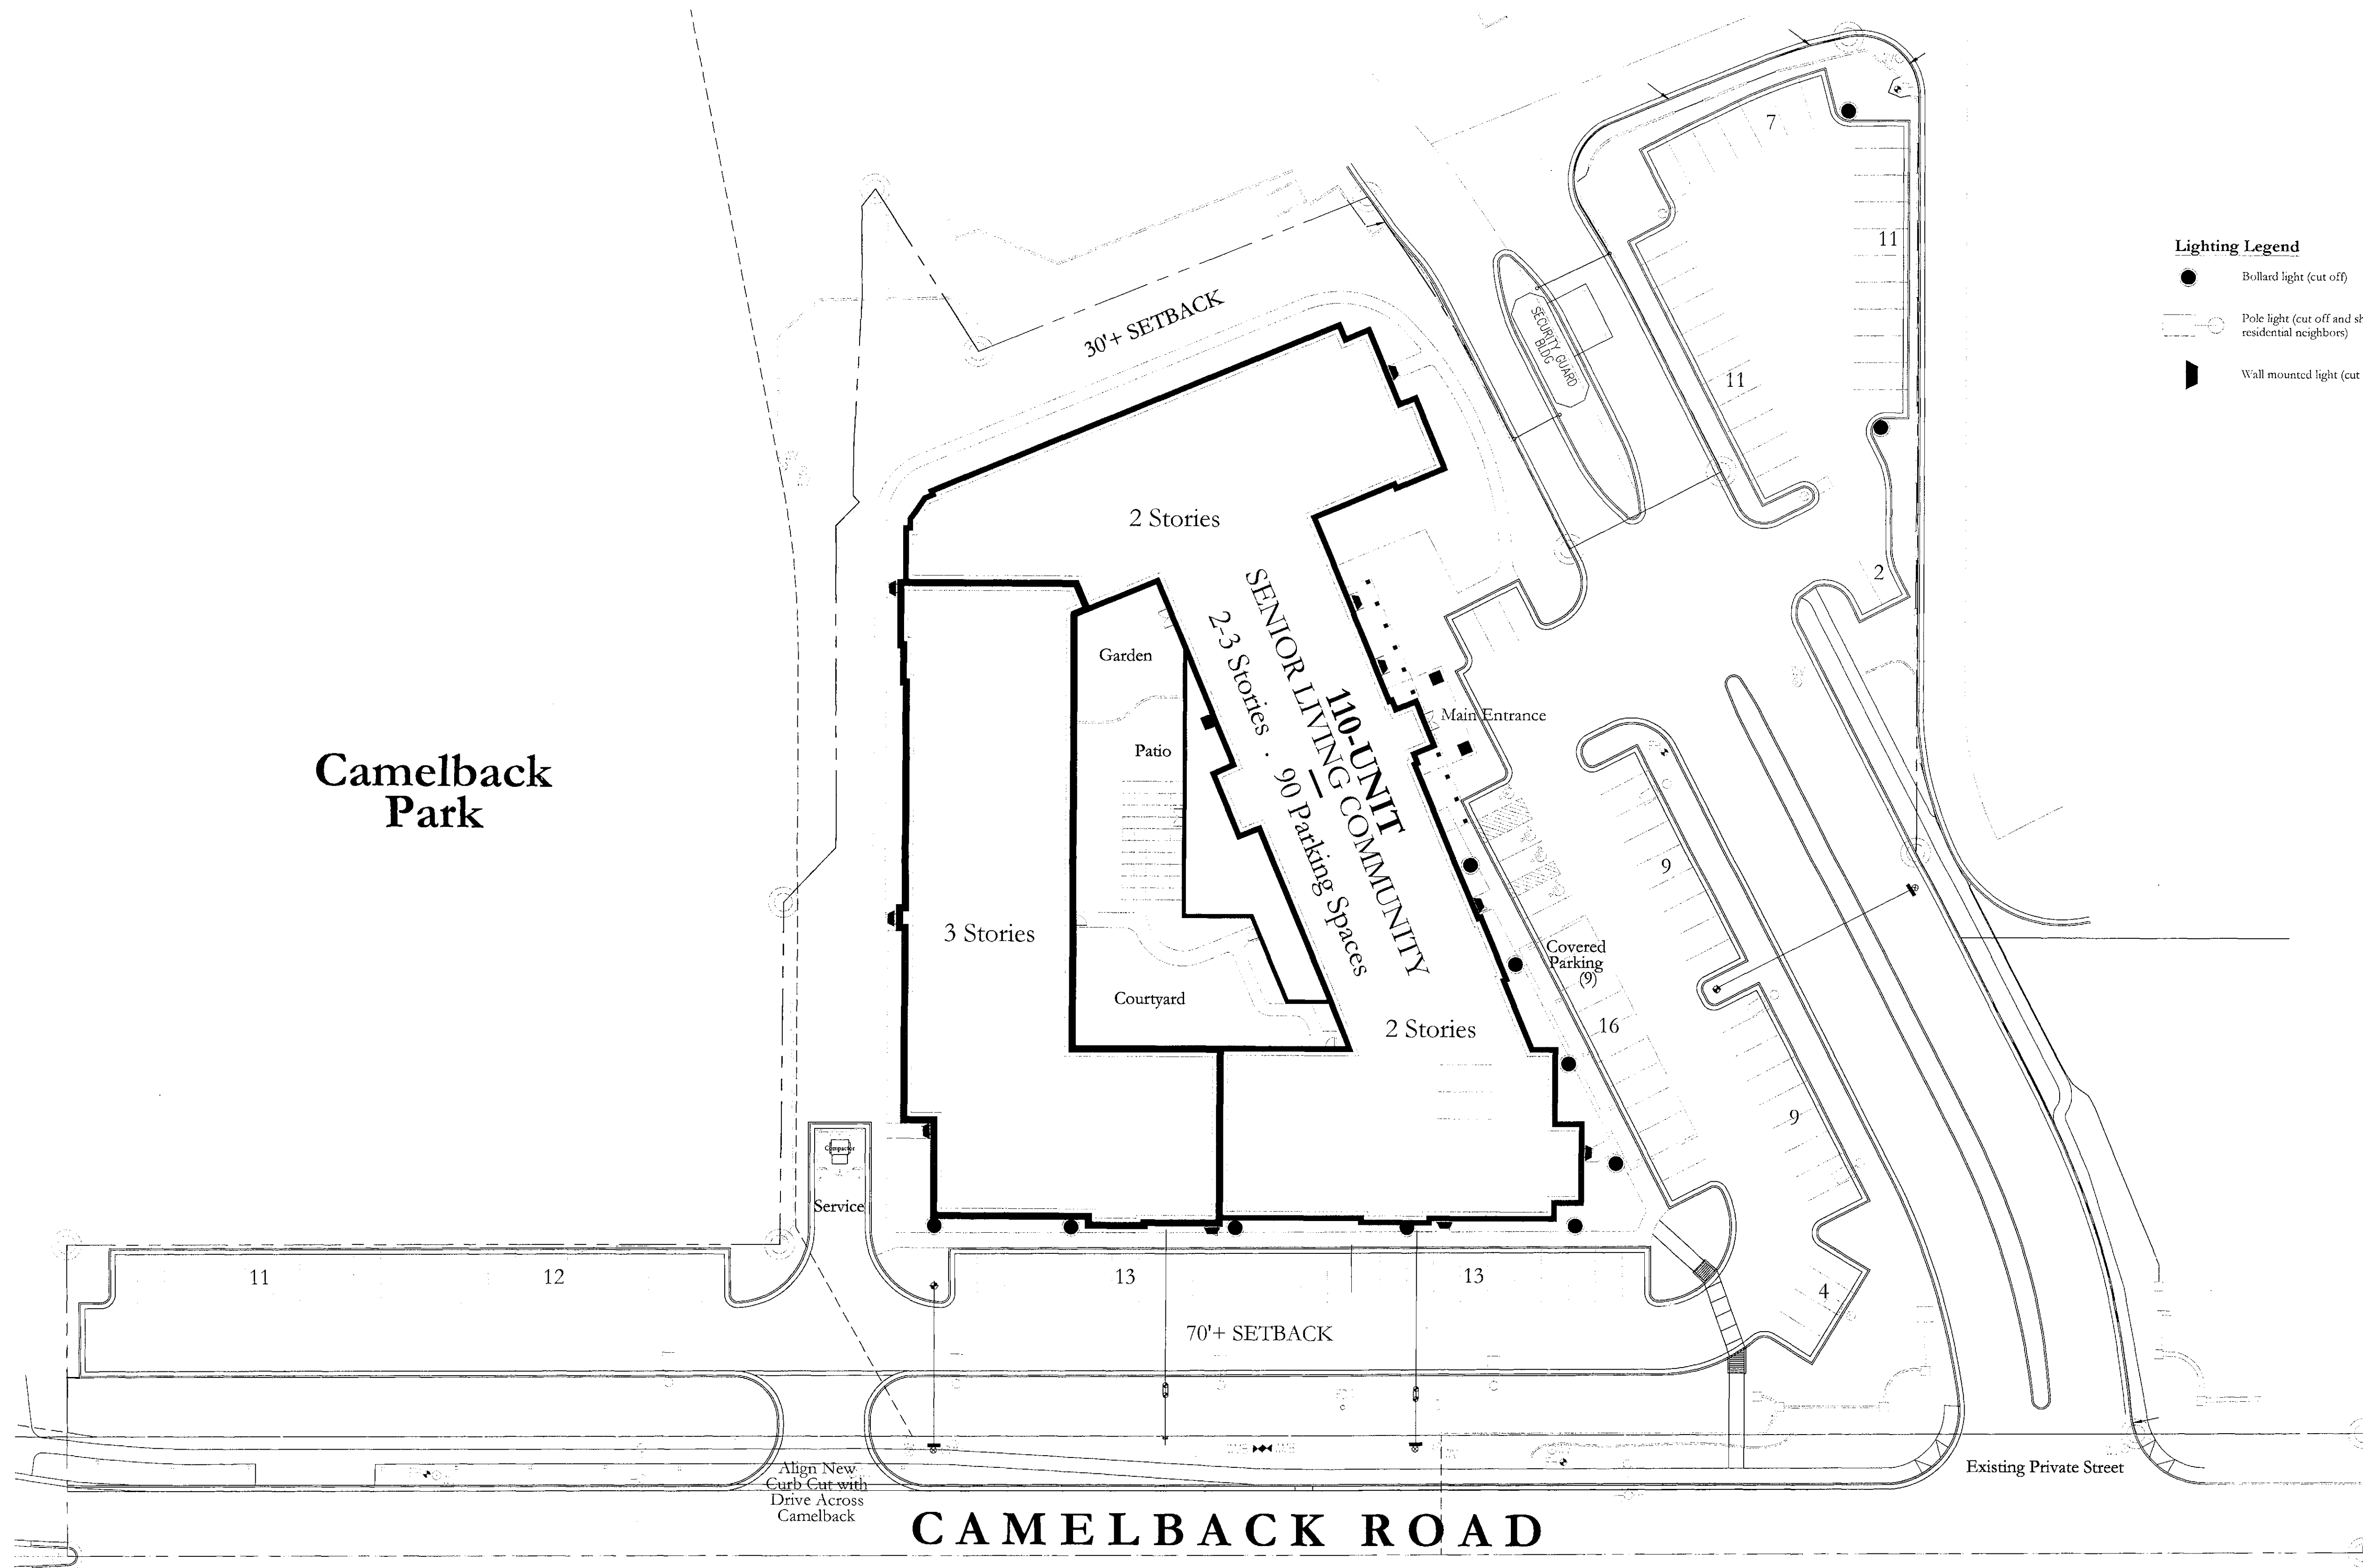 7
11
Lighting Legend
Bollard light (cut off)
Pole light (cut off and sh
residential neighbors)
Wall mounted light (cut
30'+ SETBACK
SECURITY GUARD
BLDG
11
2 Stories
2
110-UNIT
SENIOR LIVING COMMUNITY
2-3 Stories . 90 Parking Spaces
Garden
Main Entrance
Patio
Camelback
Park
9
3 Stories
Covered
Parking
(9)
Courtyard
16
2 Stories
9
Compactor
Service
11
12
13
13
4
70'+ SETBACK
Align New
Curb Cut with
Drive Across
Camelback
Existing Private Street
CAMELBACK ROAD